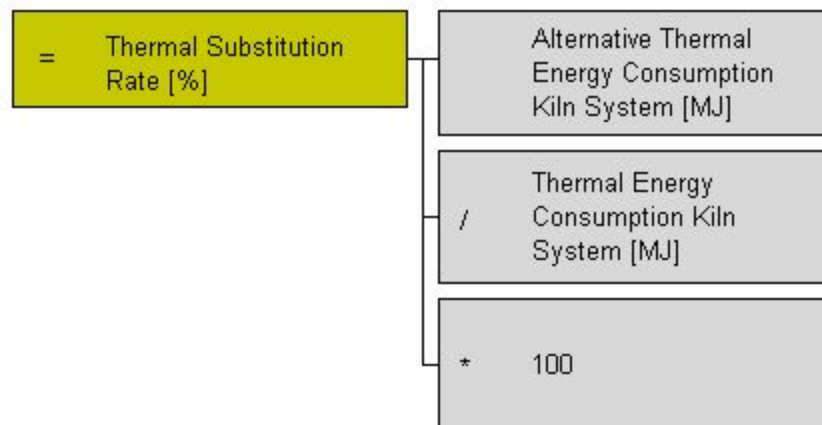 = Thermal Substitution
Rate [%]
Alternative Thermal
Energy Consumption
Kiln System [MJ]
/ Thermal Energy
Consumption Kiln
System [MJ]
* 100